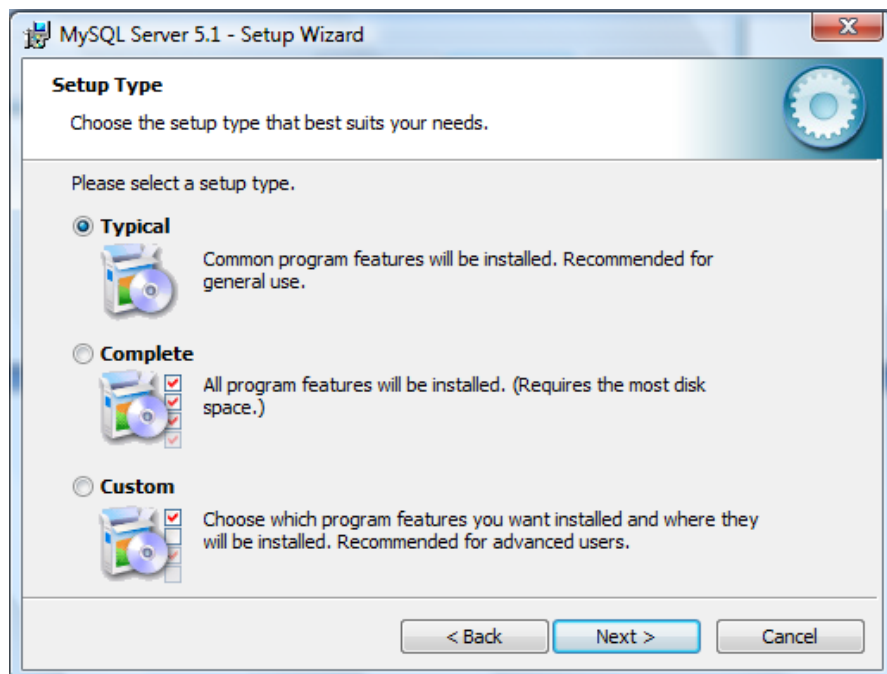 MySQL Server 5.1 - Setup Wizard
Setup Type
Choose the setup type that best suits your needs.
Please select a setup type.
Typical
Common program features will be installed. Recommended for
general use.
Complete
All program features will be installed. (Requires the most disk
space.)
Custom
Choose which program features you want installed and where they
will be installed. Recommended for advanced users.
< Back
Next >
Cancel